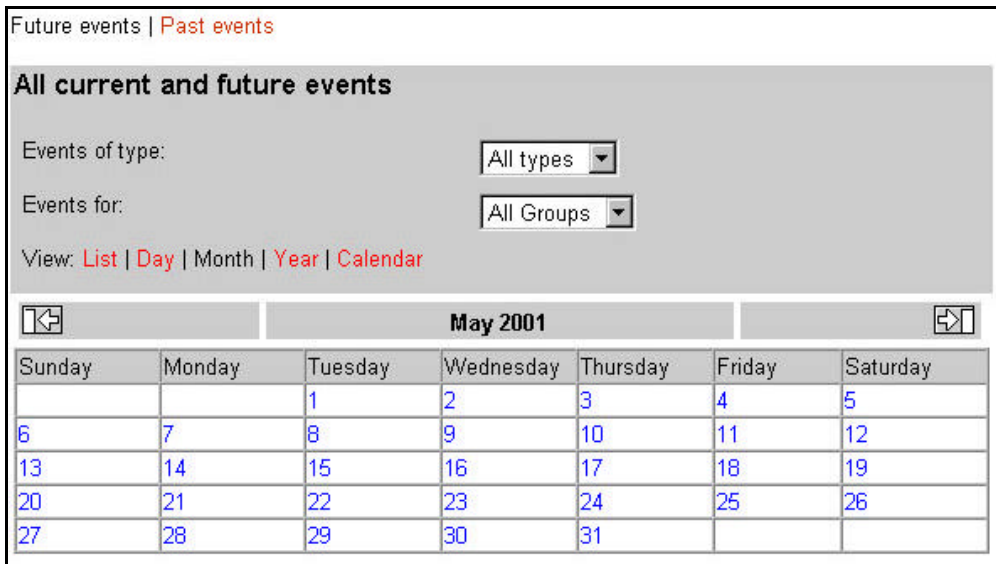 Future events | Past events
All current and future events
Events of type: All types
Events for: All Groups
View: List | Day | Month | Year | Calendar
May 2001
Sunday Monday Tuesday Wednesday Thursday Friday Saturday
1 2 3 4 5
6 7 8 9 10 11 12
13 14 15 16 17 18 19
20 21 22 23 24 25 26
27 28 29 30 31